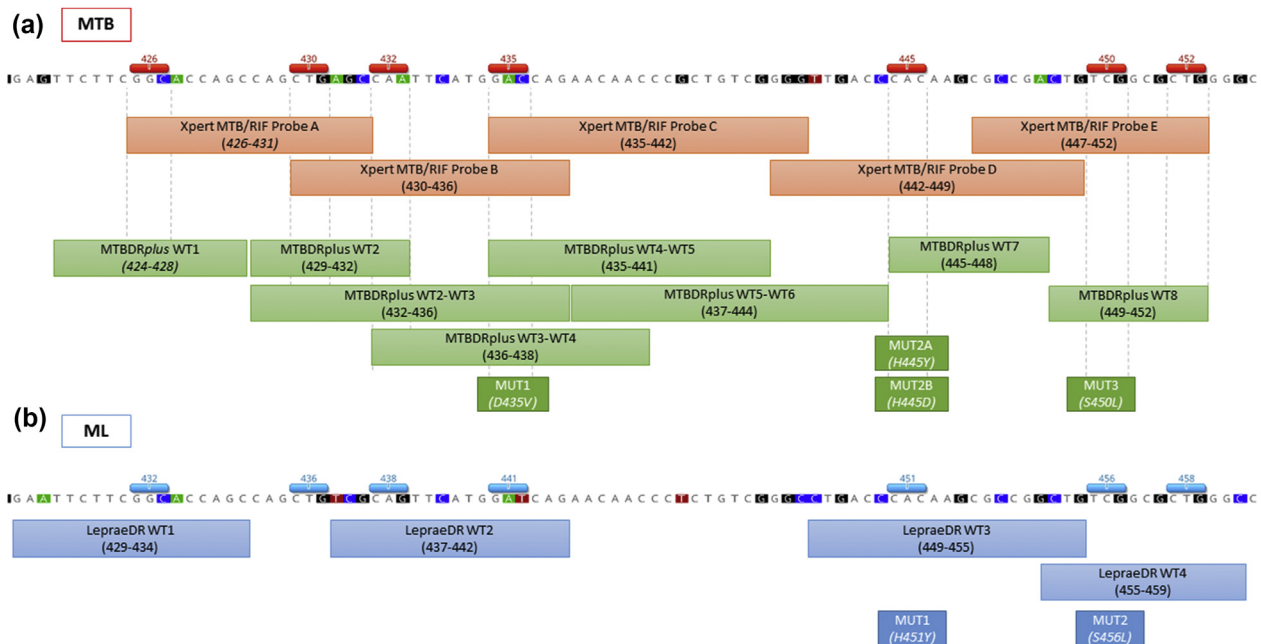 (a) MTB
426 430 432 435 445 450 452
GAGTTCTTCGGCACCAGCCAGCTGAGCCAATTCATGGACCAGAACAACCCGCTGTCGGGGTTGACCCACAAGCGCCGACTGTCGGCGCTGGGGC
Xpert MTB/RIF Probe A
(426-431)
Xpert MTB/RIF Probe C
(435-442)
Xpert MTB/RIF Probe E
(447-452)
Xpert MTB/RIF Probe B
(430-436)
Xpert MTB/RIF Probe D
(442-449)
MTBDRplus WT1
(424-428)
MTBDRplus WT2
(429-432)
MTBDRplus WT4-WT5
(435-441)
MTBDRplus WT7
(445-448)
MTBDRplus WT2-WT3
(432-436)
MTBDRplus WT5-WT6
(437-444)
MTBDRplus WT8
(449-452)
MTBDRplus WT3-WT4
(436-438)
MUT2A
(H445Y)
MUT1
(D435V)
MUT2B
(H445D)
MUT3
(S450L)
(b) ML
432 436 438 441 451 456 458
GAATTCTTCGGCACCAGCCAGCTGTCGCAGTTCATGGATCAGAACAACCCTCTGTCGGGCCTGACCCACAAGCGCCGGCTGTCGGCGCTGGGCC
LepraeDR WT1
(429-434)
LepraeDR WT2
(437-442)
LepraeDR WT3
(449-455)
LepraeDR WT4
(455-459)
MUT1
(H451Y)
MUT2
(S456L)